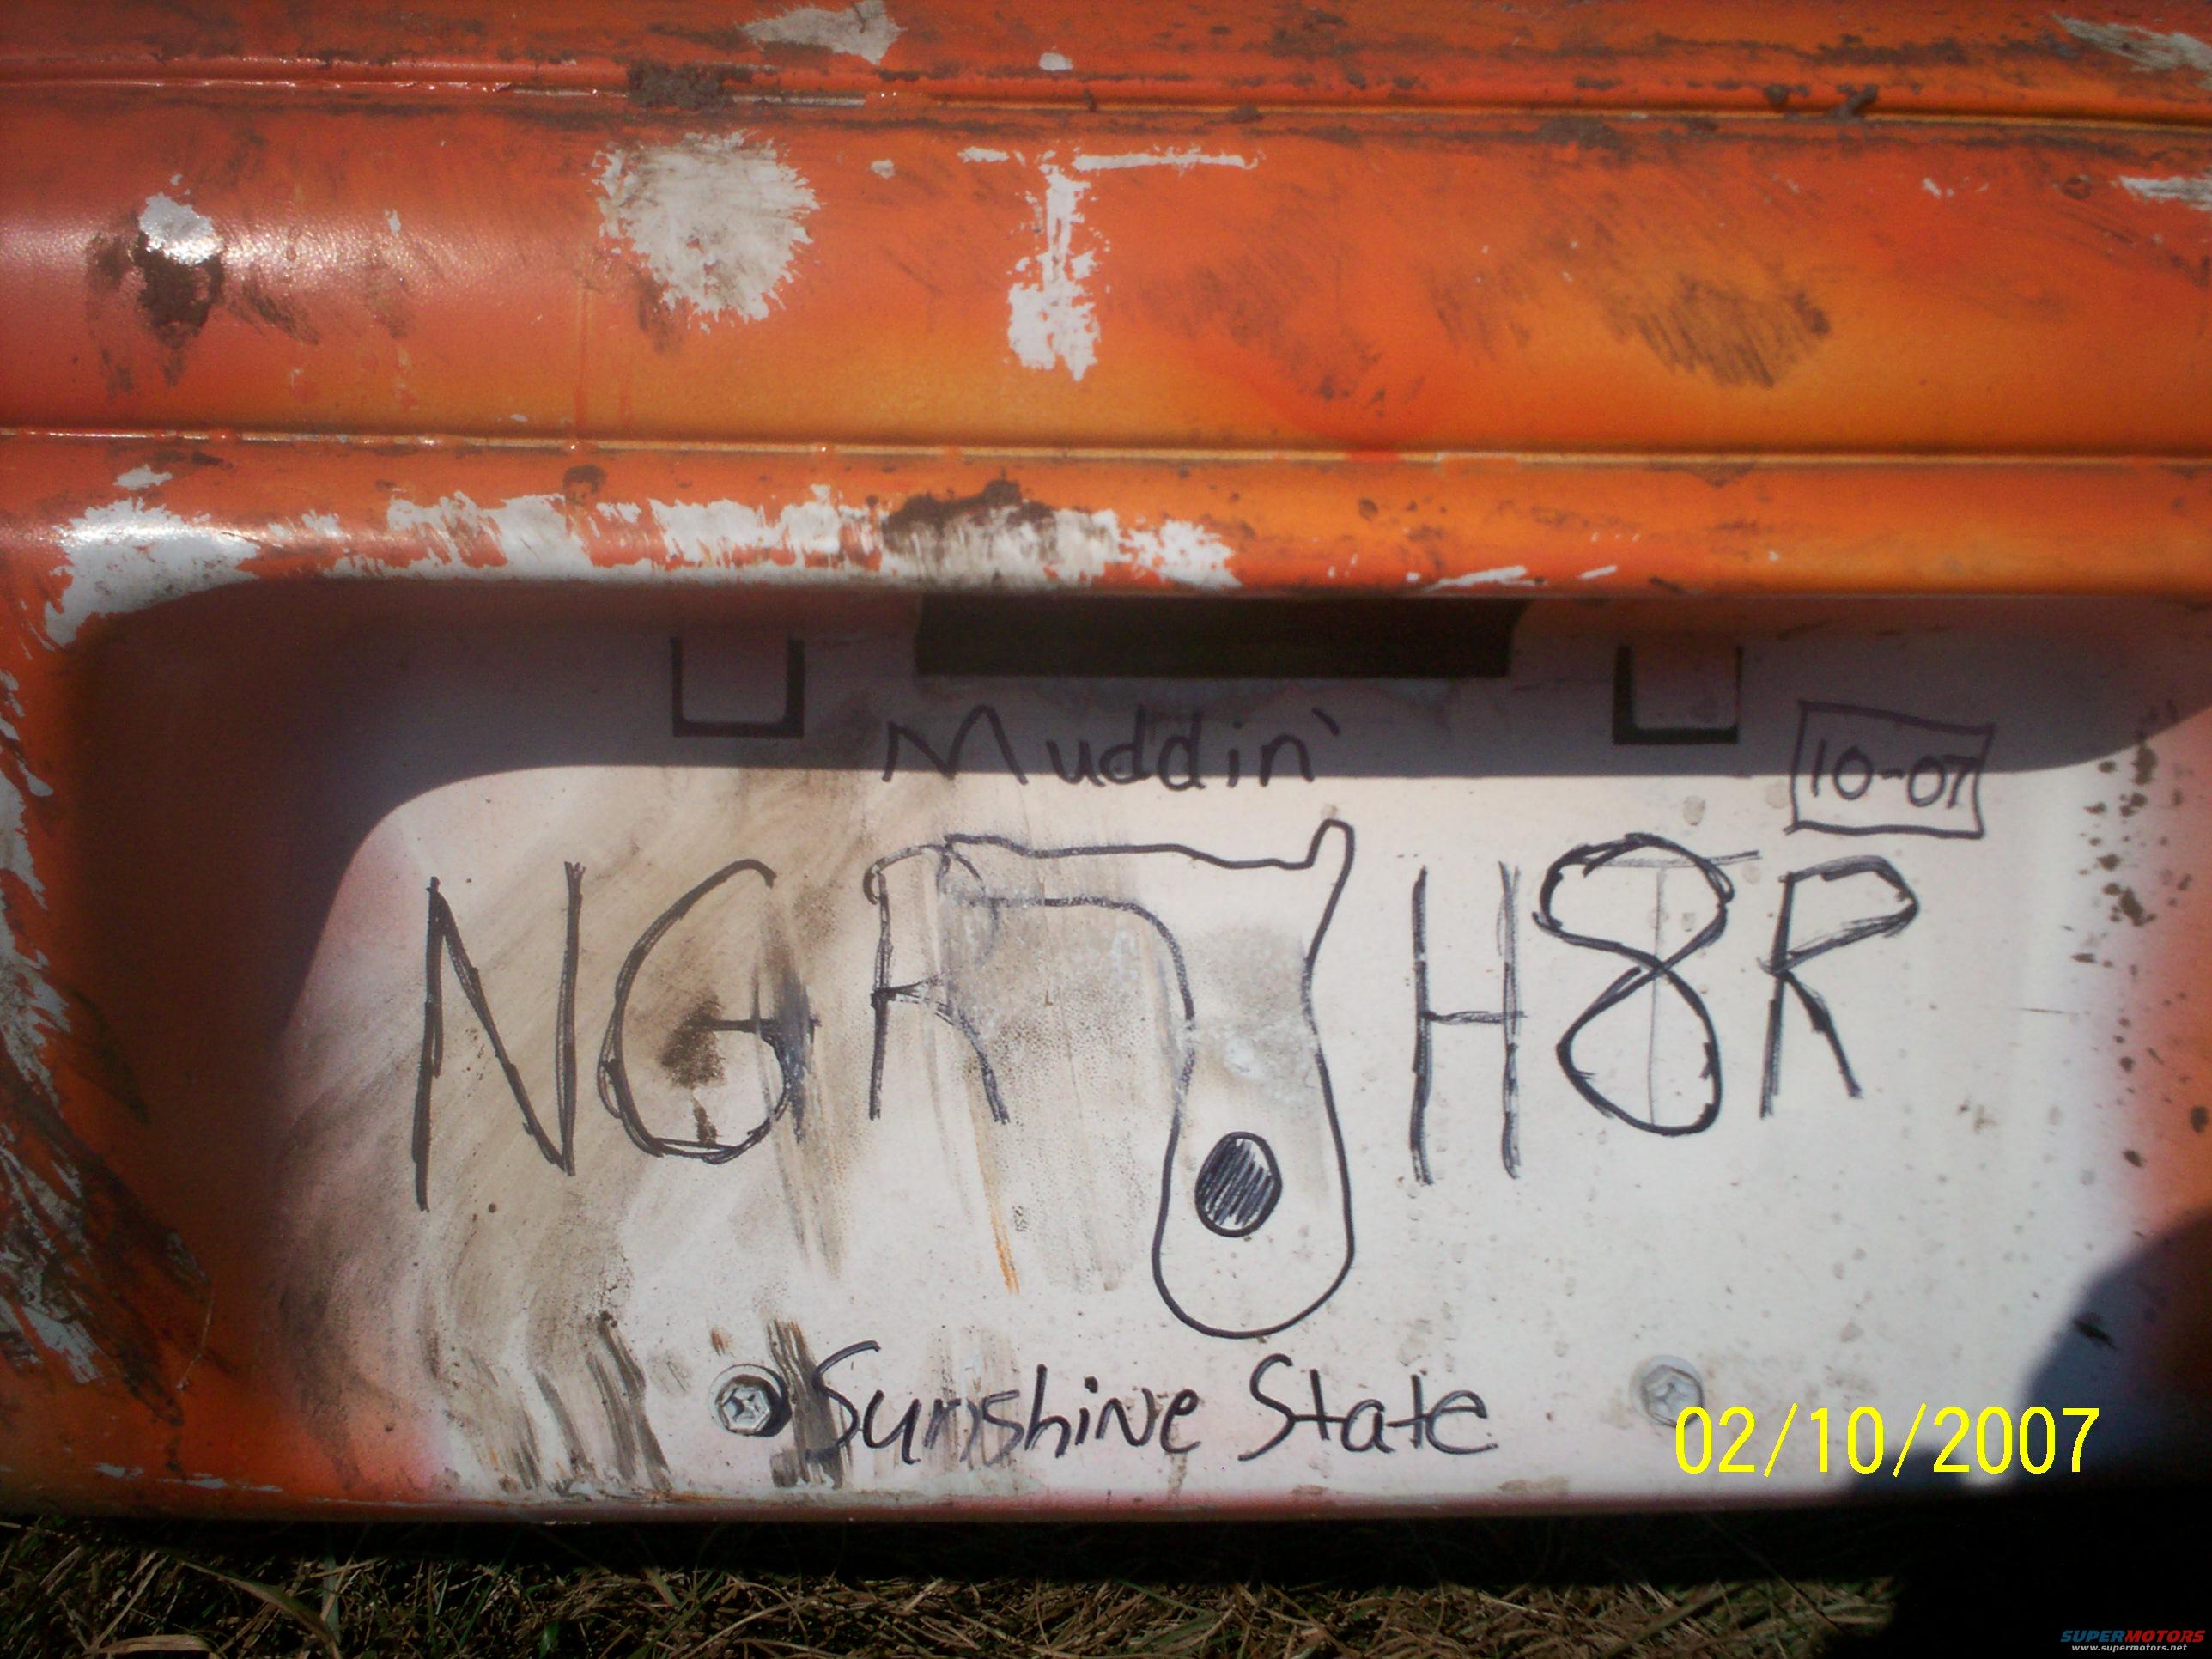 Muddin'
10-07
NGR H8R
Sunshine State
02/10/2007
SUPERMOTORS
www.supermotors.net